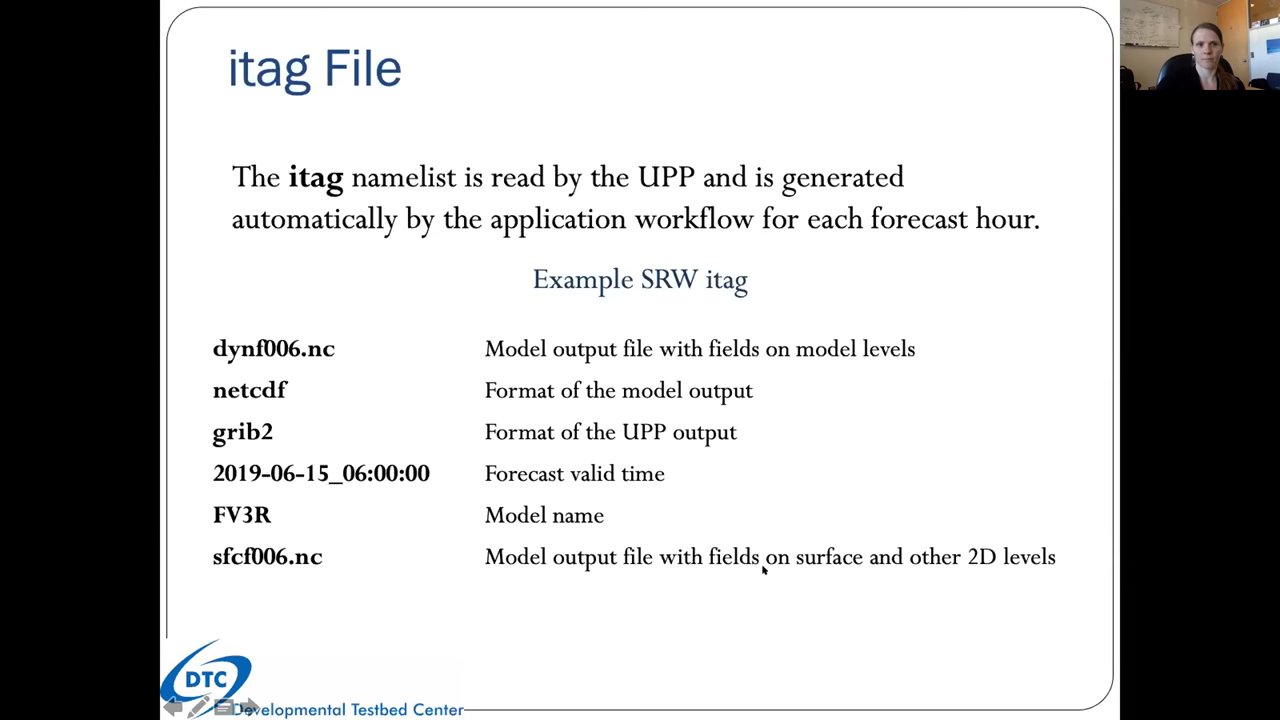 itag File
The itag namelist is read by the UPP and is generated
automatically by the application workflow for each forecast hour.
Example SRW itag
dynf006.nc Model output file with fields on model levels
netcdf Format of the model output
grib2 Format of the UPP output
2019-06-15_06:00:00 Forecast valid time
FV3R Model name
sfcf006.nc Model output file with fields on surface and other 2D levels
DTC
Developmental Testbed Center